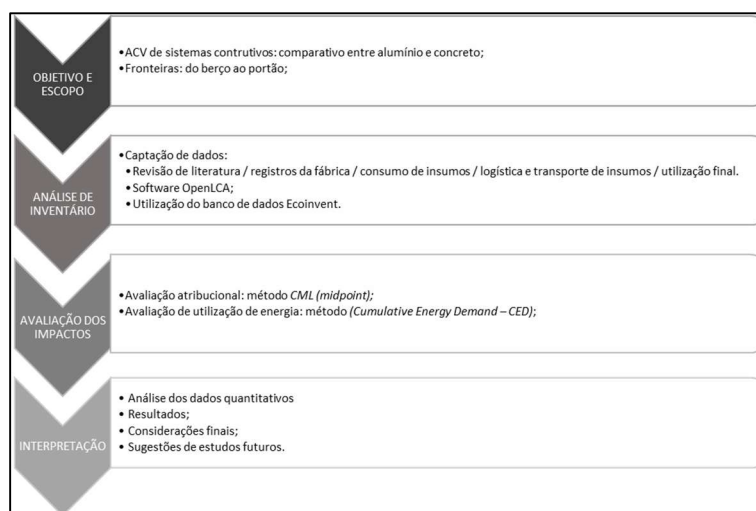 OBJETIVO E
ESCOPO
•ACV de sistemas contrutivos: comparativo entre alumínio e concreto;
•Fronteiras: do berço ao portão;
ANÁLISE DE
INVENTÁRIO
•Captação de dados:
•Revisão de literatura / registros da fábrica / consumo de insumos / logística e transporte de insumos / utilização final.
•Software OpenLCA;
•Utilização do banco de dados Ecoinvent.
AVALIAÇÃO DOS
IMPACTOS
•Avaliação atribucional: método CML (midpoint);
•Avaliação de utilização de energia: método (Cumulative Energy Demand – CED);
INTERPRETAÇÃO
• Análise dos dados quantitativos
• Resultados;
• Considerações finais;
• Sugestões de estudos futuros.